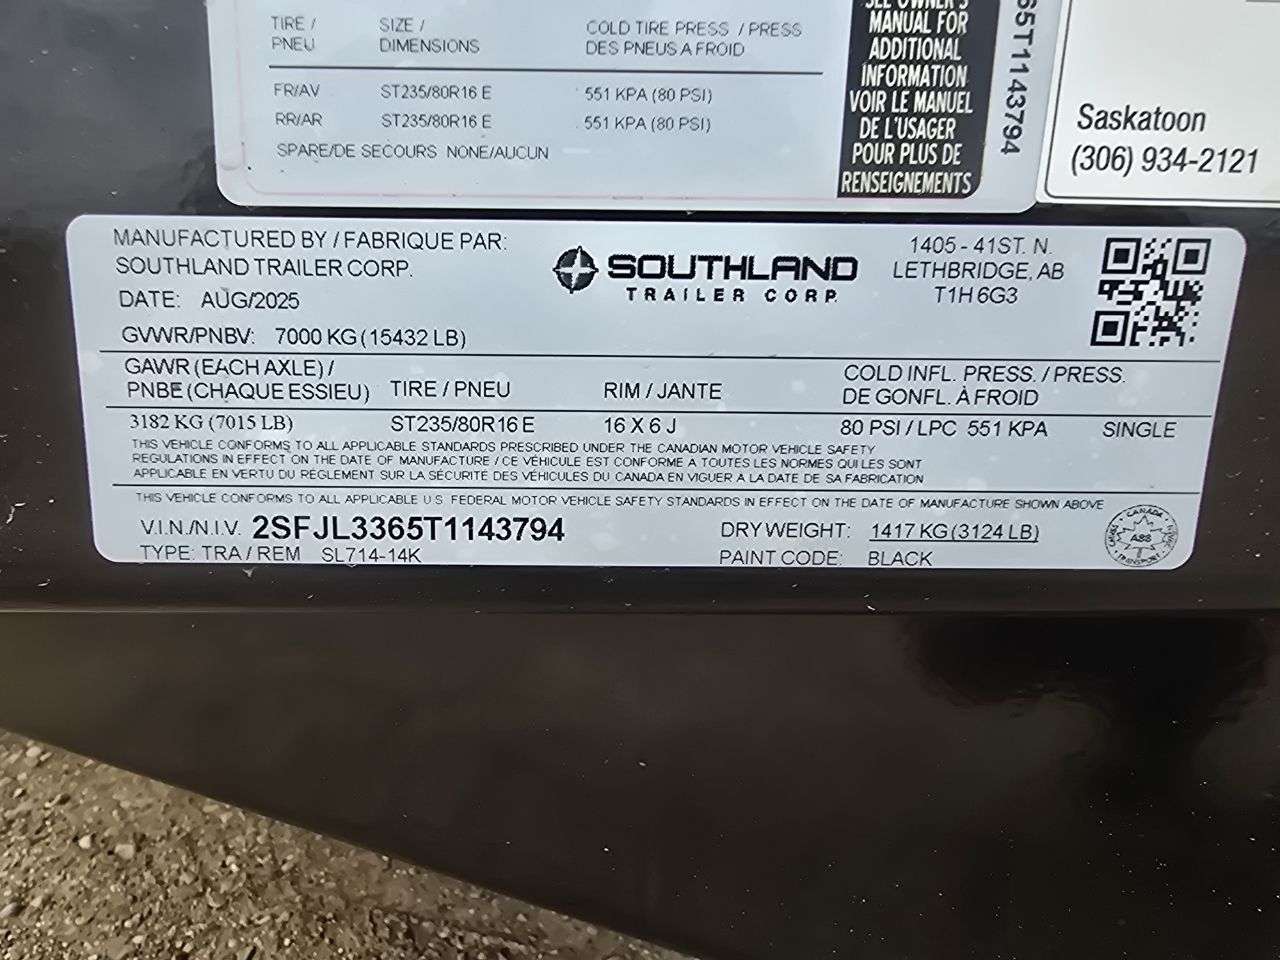 TIRE / SIZE / COLD TIRE PRESS / PRESS
PNEU DIMENSIONS DES PNEUS A FROID
FR/AV ST235/80R16 E 551 KPA (80 PSI)
RR/AR ST235/80R16 E 551 KPA (80 PSI)
SPARE/DE SECOURS NONE/AUCUN
SEE OWNER'S
MANUAL FOR
ADDITIONAL
INFORMATION
VOIR LE MANUEL
DE L'USAGER
POUR PLUS DE
RENSEIGNEMENTS
65T1143794
Saskatoon
(306) 934-2121
MANUFACTURED BY / FABRIQUE PAR:
SOUTHLAND TRAILER CORP.
DATE: AUG/2025
SOUTHLAND
TRAILER CORP.
1405 - 41ST. N.
LETHBRIDGE, AB
T1H 6G3
GVWR/PNBV: 7000 KG (15432 LB)
GAWR (EACH AXLE) /
PNBE (CHAQUE ESSIEU) TIRE / PNEU RIM / JANTE
COLD INFL. PRESS. / PRESS.
DE GONFL. À FROID
3182 KG (7015 LB) ST235/80R16 E 16 X 6 J 80 PSI / LPC 551 KPA SINGLE
THIS VEHICLE CONFORMS TO ALL APPLICABLE STANDARDS PRESCRIBED UNDER THE CANADIAN MOTOR VEHICLE SAFETY
REGULATIONS IN EFFECT ON THE DATE OF MANUFACTURE / CE VÉHICULE EST CONFORME A TOUTES LES NORMES QUI LES SONT
APPLICABLE EN VERTU DU RÈGLEMENT SUR LA SÉCURITE DES VÉHICULES DU CANADA EN VIGUER A LA DATE DE SA FABRICATION
THIS VEHICLE CONFORMS TO ALL APPLICABLE U.S. FEDERAL MOTOR VEHICLE SAFETY STANDARDS IN EFFECT ON THE DATE OF MANUFACTURE SHOWN ABOVE
V.I.N./N.I.V. 2SFJL3365T1143794 DRY WEIGHT: 1417 KG (3124 LB)
TYPE: TRA / REM SL714-14K PAINT CODE: BLACK
CANADA
TRANSPORT